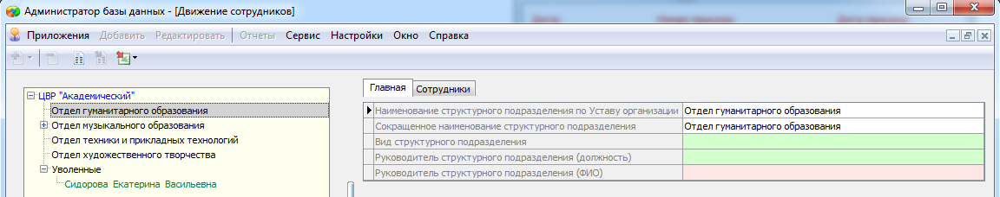 Администратор базы данных - [Движение сотрудников]
Приложения Добавить Редактировать Отчеты Сервис Настройки Окно Справка
ЦВР "Академический"
Отдел гуманитарного образования
Отдел музыкального образования
Отдел техники и прикладных технологий
Отдел художественного творчества
Уволенные
Сидорова Екатерина Васильевна
Главная Сотрудники
Наименование структурного подразделения по Уставу организации Отдел гуманитарного образования
Сокращенное наименование структурного подразделения Отдел гуманитарного образования
Вид структурного подразделения
Руководитель структурного подразделения (должность)
Руководитель структурного подразделения (ФИО)